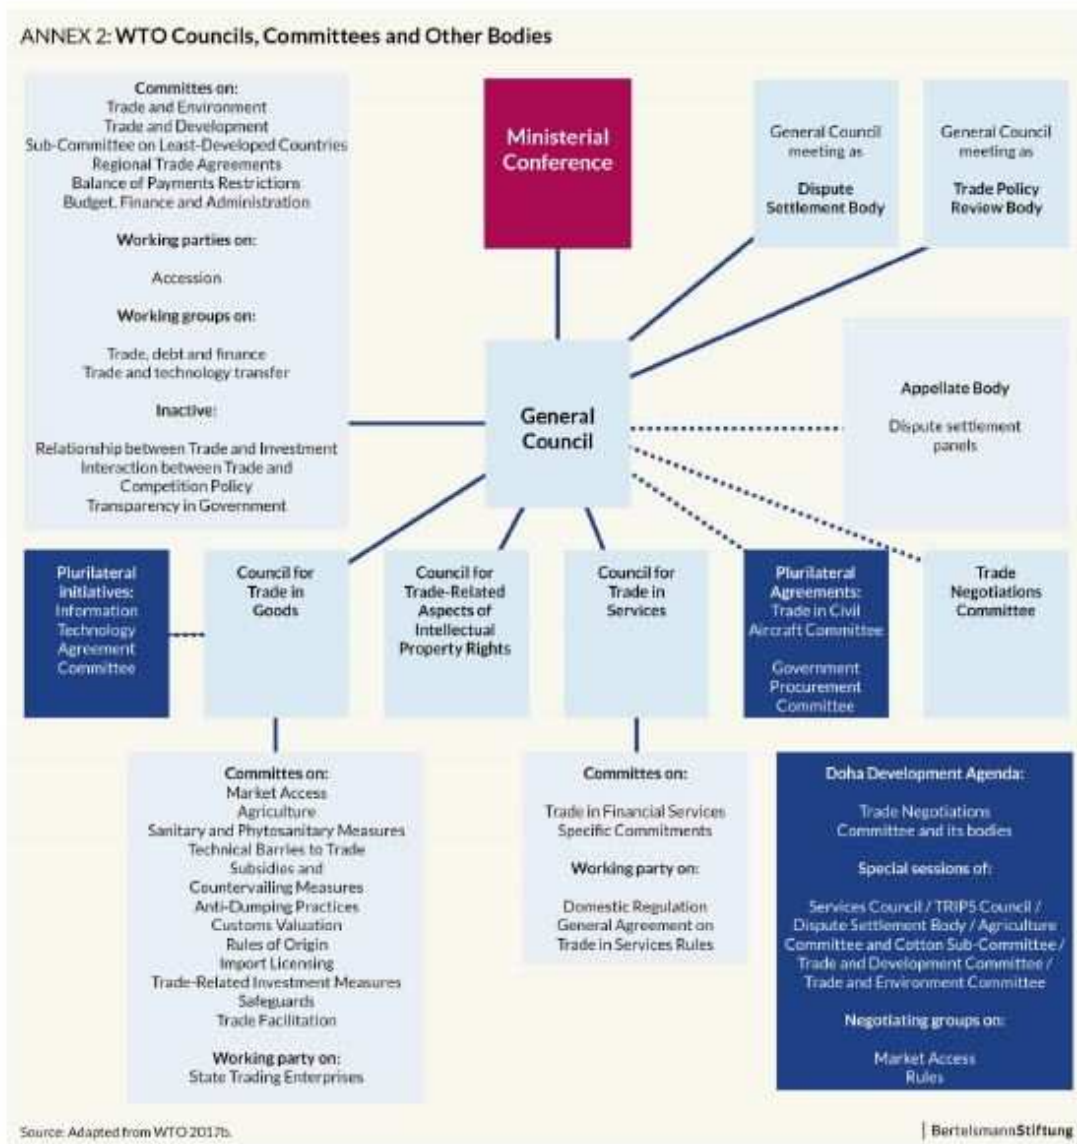 ANNEX 2: WTO Councils, Committees and Other Bodies
Committes on:
Trade and Environment
Trade and Development
Sub-Committee on Least-Developed Countries
Regional Trade Agreements
Balance of Payments Restrictions
Budget, Finance and Administration
Working parties on:
Accession
Working groups on:
Trade, debt and finance
Trade and technology transfer
Inactive:
Relationship between Trade and Investment
Interaction between Trade and
Competition Policy
Transparency in Government
Ministerial
Conference
General Council
meeting as
Dispute
Settlement Body
General Council
meeting as
Trade Policy
Review Body
General
Council
Appellate Body
Dispute settlement
panels
Plurilateral
initiatives:
Information
Technology
Agreement
Committee
Council for
Trade in
Goods
Council for
Trade-Related
Aspects of
Intellectual
Property Rights
Council for
Trade in
Services
Plurilateral
Agreements:
Trade in Civil
Aircraft Committee
Government
Procurement
Committee
Trade
Negotiations
Committee
Committes on:
Market Access
Agriculture
Sanitary and Phytosanitary Measures
Technical Barries to Trade
Subsidies and
Countervailing Measures
Anti-Dumping Practices
Customs Valuation
Rules of Origin
Import Licensing
Trade-Related Investment Measures
Safeguards
Trade Facilitation
Working party on:
State Trading Enterprises
Committes on:
Trade in Financial Services
Specific Commitments
Working party on:
Domestic Regulation
General Agreement on
Trade in Services Rules
Doha Development Agenda:
Trade Negotiations
Committee and its bodies
Special sessions of:
Services Council / TRIPS Council /
Dispute Settlement Body / Agriculture
Committee and Cotton Sub-Committee /
Trade and Development Committee /
Trade and Environment Committee
Negotiating groups on:
Market Access
Rules
Source: Adapted from WTO 2017b.
BertelsmannStiftung